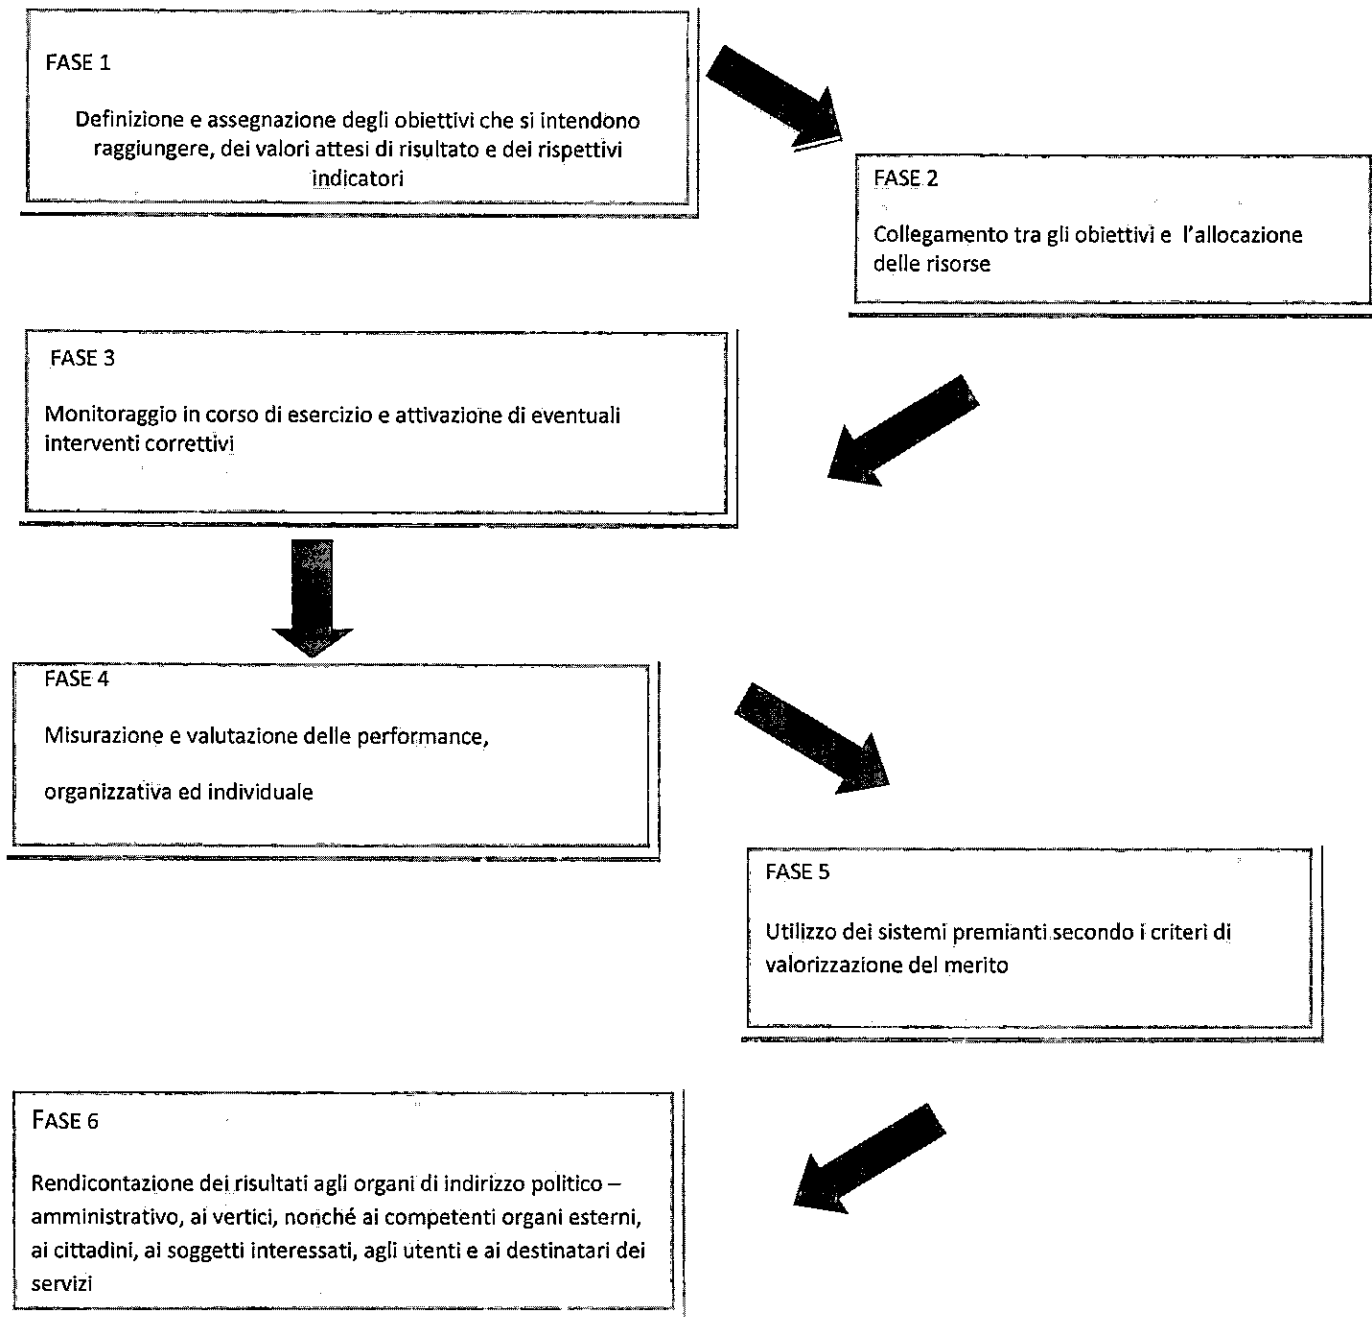 FASE 1
Definizione e assegnazione degli obiettivi che si intendono
raggiungere, dei valori attesi di risultato e dei rispettivi
indicatori
FASE 2
Collegamento tra gli obiettivi e l'allocazione
delle risorse
FASE 3
Monitoraggio in corso di esercizio e attivazione di eventuali
interventi correttivi
FASE 4
Misurazione e valutazione delle performance,
organizzativa ed individuale
FASE 5
Utilizzo dei sistemi premianti secondo i criteri di
valorizzazione del merito
FASE 6
Rendicontazione dei risultati agli organi di indirizzo politico –
amministrativo, ai vertici, nonché ai competenti organi esterni,
ai cittadini, ai soggetti interessati, agli utenti e ai destinatari dei
servizi